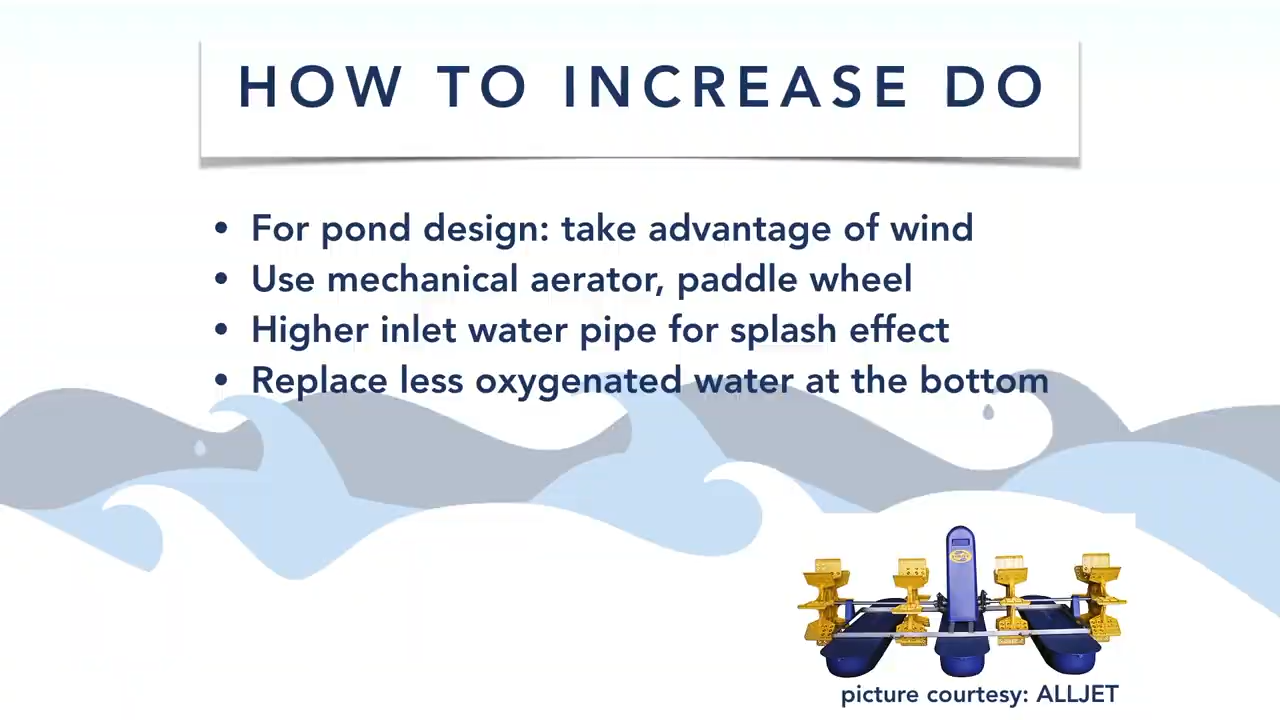 HOW TO INCREASE DO
• For pond design: take advantage of wind
• Use mechanical aerator, paddle wheel
• Higher inlet water pipe for splash effect
• Replace less oxygenated water at the bottom
picture courtesy: ALLJET